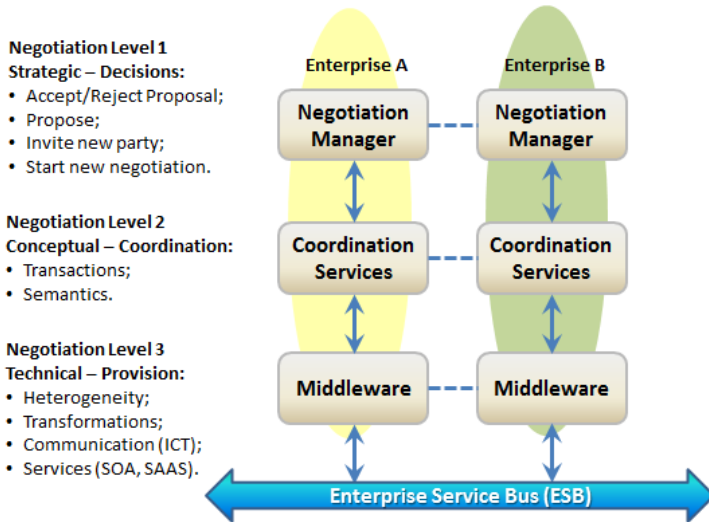 Negotiation Level 1
Strategic – Decisions:
• Accept/Reject Proposal;
• Propose;
• Invite new party;
• Start new negotiation.
Negotiation Level 2
Conceptual – Coordination:
• Transactions;
• Semantics.
Negotiation Level 3
Technical – Provision:
• Heterogeneity;
• Transformations;
• Communication (ICT);
• Services (SOA, SAAS).
Enterprise A
Negotiation
Manager
Coordination
Services
Middleware
Enterprise B
Negotiation
Manager
Coordination
Services
Middleware
Enterprise Service Bus (ESB)